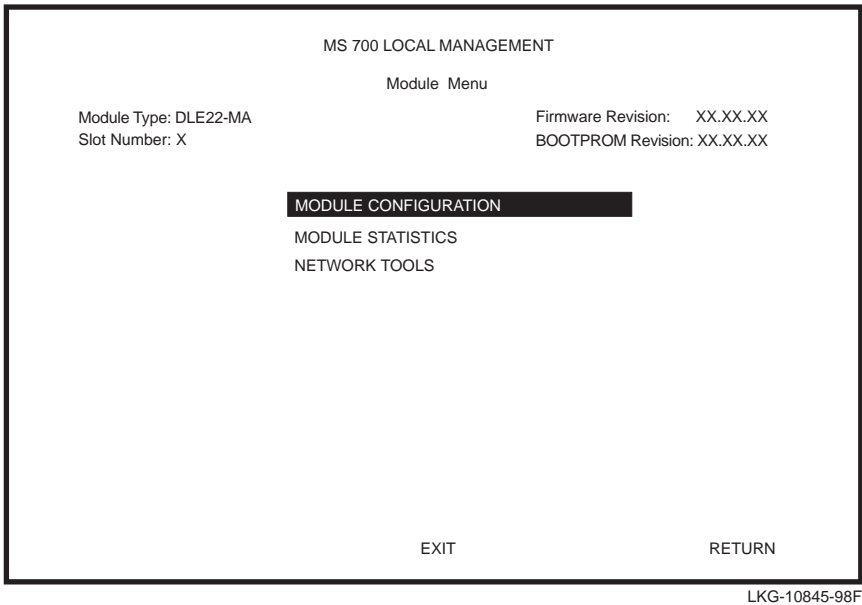 MS 700 LOCAL MANAGEMENT
Module Menu
Module Type: DLE22-MA
Firmware Revision: XX.XX.XX
Slot Number: X
BOOTPROM Revision: XX.XX.XX
MODULE CONFIGURATION
MODULE STATISTICS
NETWORK TOOLS
EXIT
RETURN
LKG-10845-98F